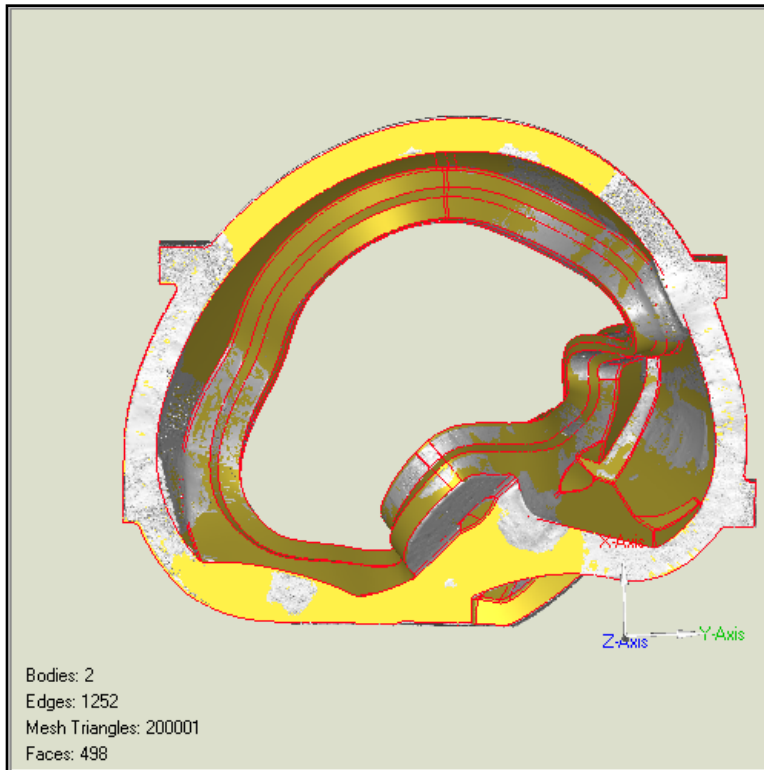 X-Axis
Z-Axis
Y-Axis
Bodies: 2
Edges: 1252
Mesh Triangles: 200001
Faces: 498